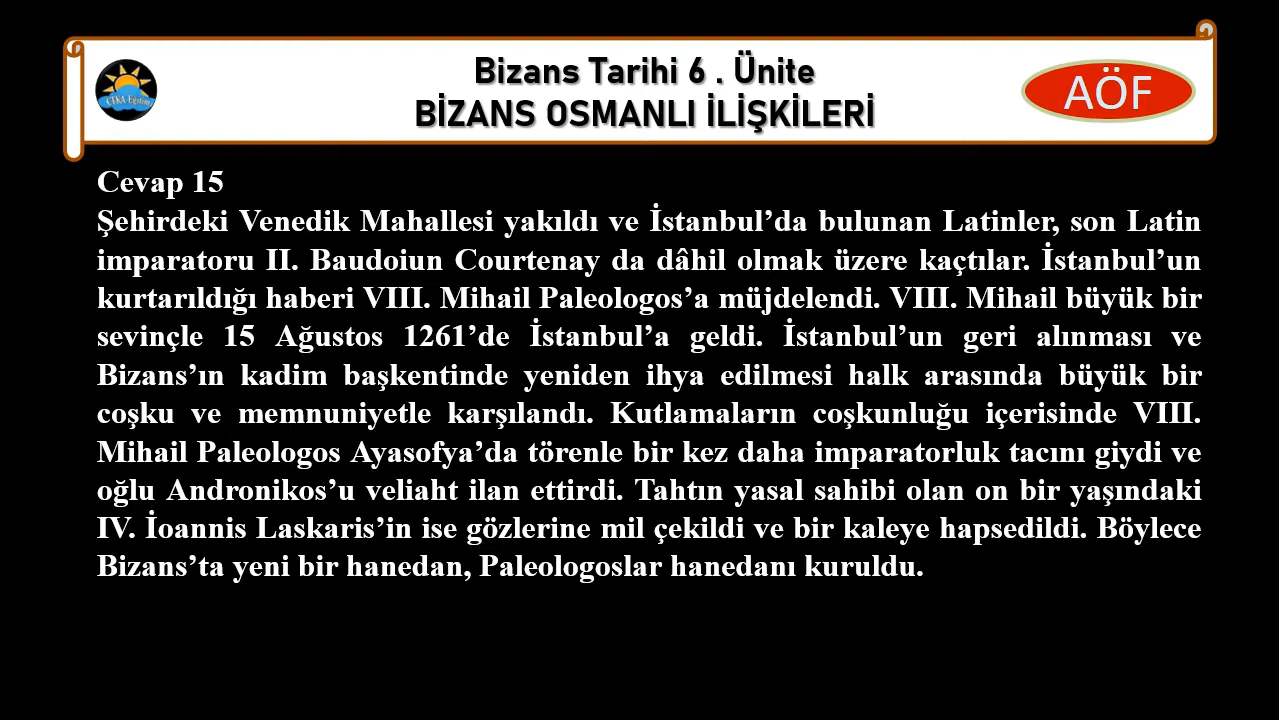 Bizans Tarihi 6 . Ünite
BİZANS OSMANLI İLİŞKİLERİ
AÖF
ÇTKA-Eğitim
Cevap 15
Şehirdeki Venedik Mahallesi yakıldı ve İstanbul’da bulunan Latinler, son Latin
imparatoru II. Baudoiun Courtenay da dâhil olmak üzere kaçtılar. İstanbul’un
kurtarıldığı haberi VIII. Mihail Paleologos’a müjdelendi. VIII. Mihail büyük bir
sevinçle 15 Ağustos 1261’de İstanbul’a geldi. İstanbul’un geri alınması ve
Bizans’ın kadim başkentinde yeniden ihya edilmesi halk arasında büyük bir
coşku ve memnuniyetle karşılandı. Kutlamaların coşkunluğu içerisinde VIII.
Mihail Paleologos Ayasofya’da törenle bir kez daha imparatorluk tacını giydi ve
oğlu Andronikos’u veliaht ilan ettirdi. Tahtın yasal sahibi olan on bir yaşındaki
IV. İoannis Laskaris’in ise gözlerine mil çekildi ve bir kaleye hapsedildi. Böylece
Bizans’ta yeni bir hanedan, Paleologoslar hanedanı kuruldu.